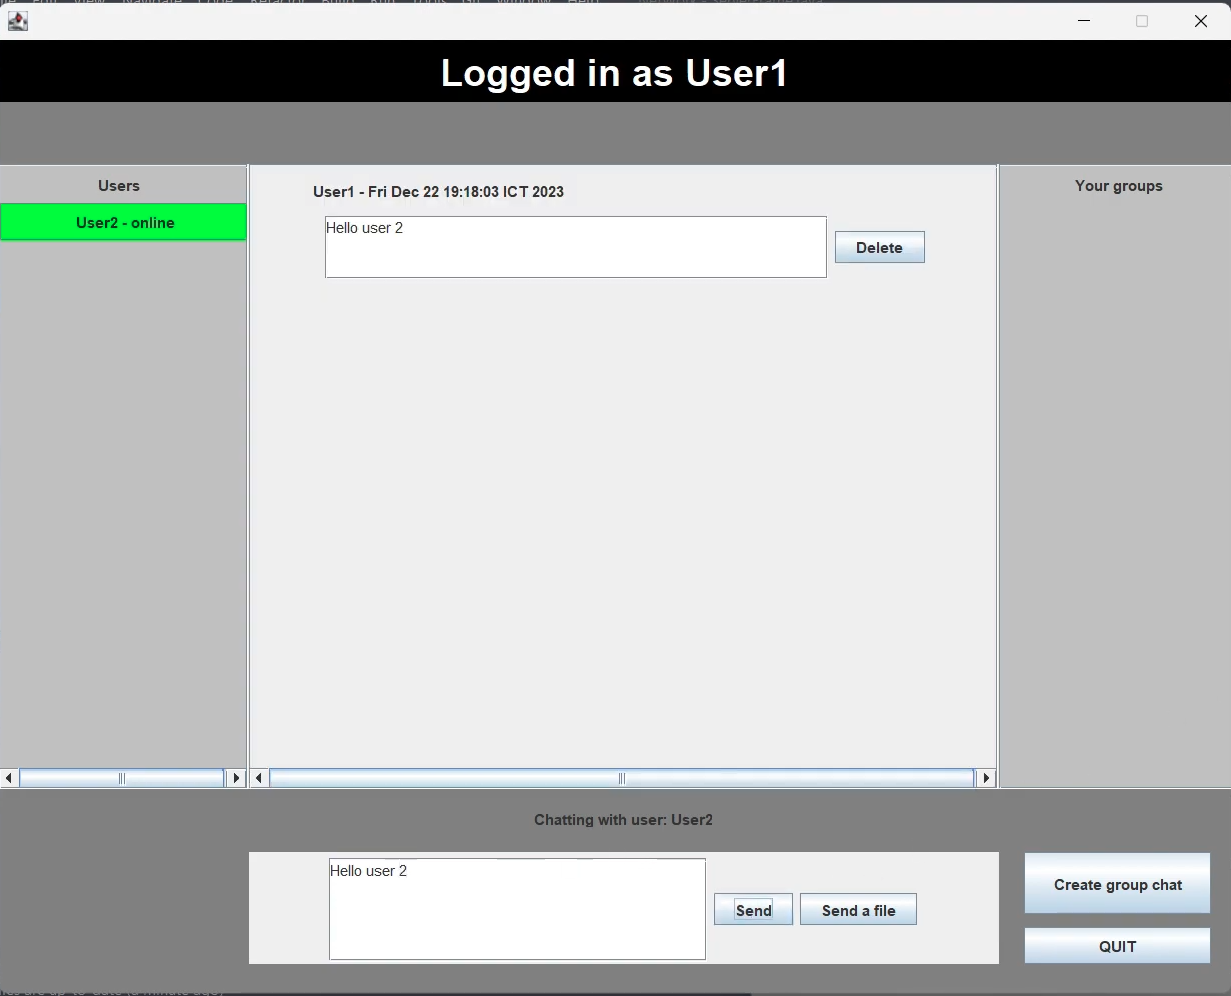 Logged in as User1
Users
User2 - online
User1 - Fri Dec 22 19:18:03 ICT 2023
Hello user 2
Delete
Your groups
Chatting with user: User2
Hello user 2
Send
Send a file
Create group chat
QUIT